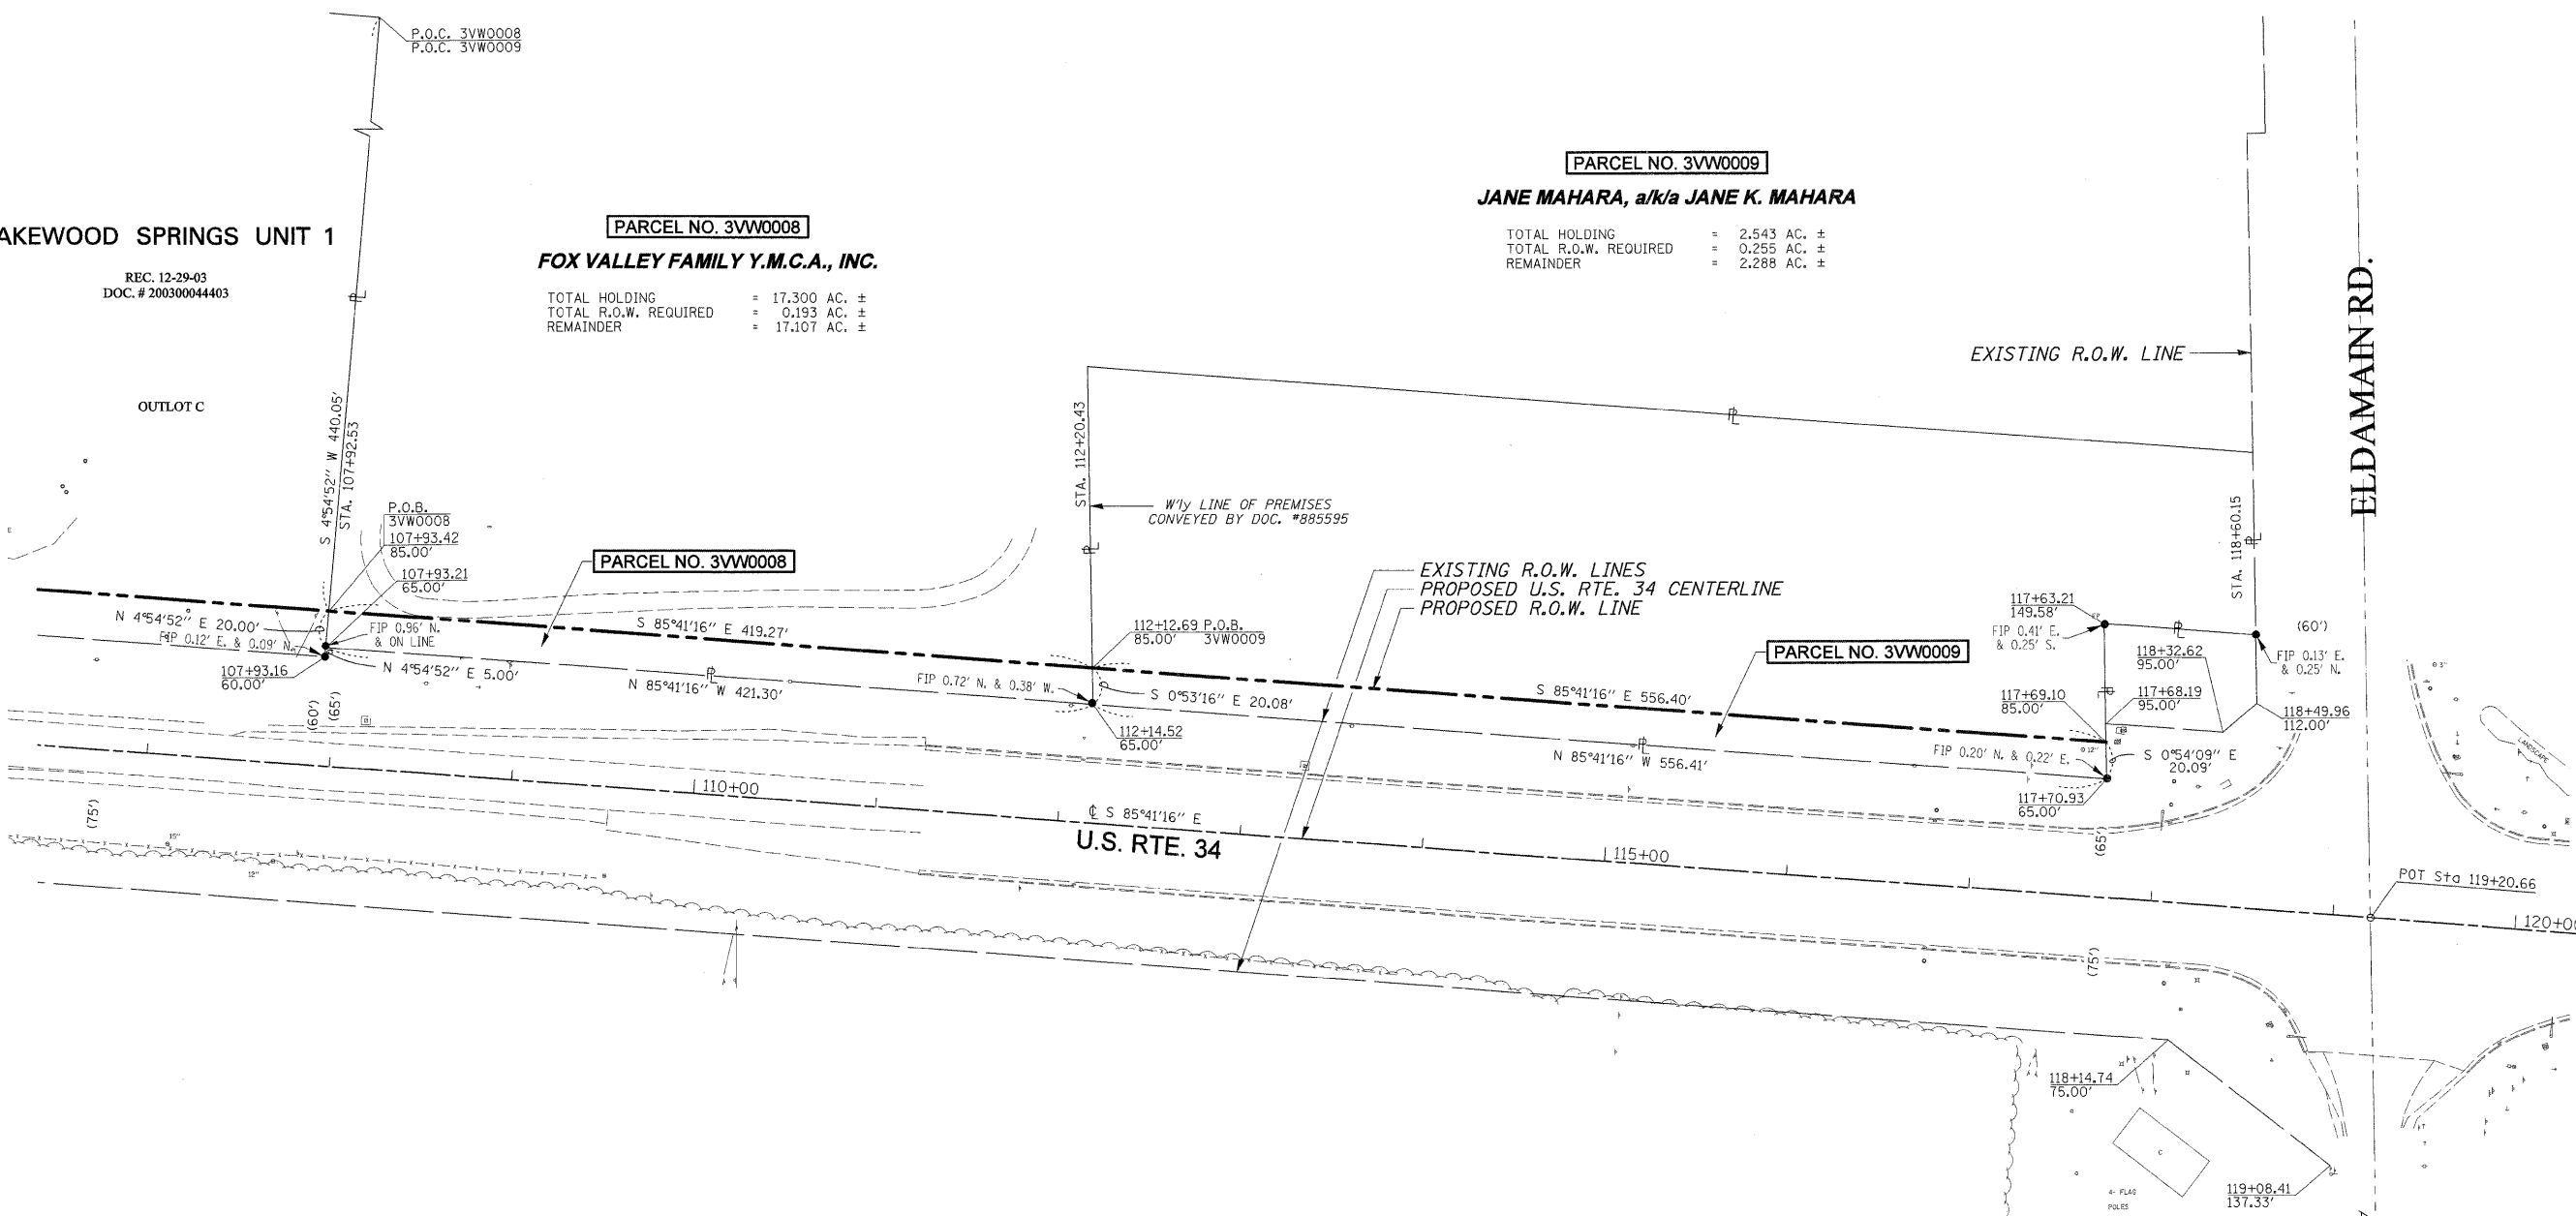 P.O.C. 3VW0008
P.O.C. 3VW0009
PARCEL NO. 3VW0009
JANE MAHARA, a/k/a JANE K. MAHARA
TOTAL HOLDING = 2.543 AC. ±
TOTAL R.O.W. REQUIRED = 0.255 AC. ±
REMAINDER = 2.288 AC. ±
AKEWOOD SPRINGS UNIT 1
REC. 12-29-03
DOC. # 200300044403
OUTLOT C
PARCEL NO. 3VW0008
FOX VALLEY FAMILY Y.M.C.A., INC.
TOTAL HOLDING = 17.300 AC. ±
TOTAL R.O.W. REQUIRED = 0.193 AC. ±
REMAINDER = 17.107 AC. ±
EXISTING R.O.W. LINE
ELDAMAIN RD.
S 4°54'52" W 440.05'
STA. 107+92.53
STA. 112+20.43
W'ly LINE OF PREMISES
CONVEYED BY DOC. #885595
STA. 118+60.15
P.O.B.
3VW0008
107+93.42
85.00'
107+93.21
65.00'
PARCEL NO. 3VW0008
EXISTING R.O.W. LINES
PROPOSED U.S. RTE. 34 CENTERLINE
PROPOSED R.O.W. LINE
N 4°54'52" E 20.00'
FIP 0.12' E. & 0.09' N.
FIP 0.96' N.
& ON LINE
S 85°41'16" E 419.27'
112+12.69 P.O.B.
85.00' 3VW0009
117+63.21
149.58'
FIP 0.41' E.
& 0.25' S.
(60')
FIP 0.13' E.
& 0.25' N.
118+32.62
95.00'
PARCEL NO. 3VW0009
107+93.16
60.00'
N 4°54'52" E 5.00'
N 85°41'16" W 421.30'
FIP 0.72' N. & 0.38' W.
S 0°53'16" E 20.08'
S 85°41'16" E 556.40'
117+69.10
85.00'
117+68.19
95.00'
118+49.96
112.00'
(60')
(65')
112+14.52
65.00'
N 85°41'16" W 556.41'
FIP 0.20' N. & 0.22' E.
12"
S 0°54'09" E
20.09'
3"
LANDSCAPE
117+70.93
65.00'
110+00
(75')
S 85°41'16" E
U.S. RTE. 34
115+00
(65')
POT Sta 119+20.66
120+00
15"
12"
(75')
118+14.74
75.00'
C
4- FLAG
POLES
119+08.41
137.33'